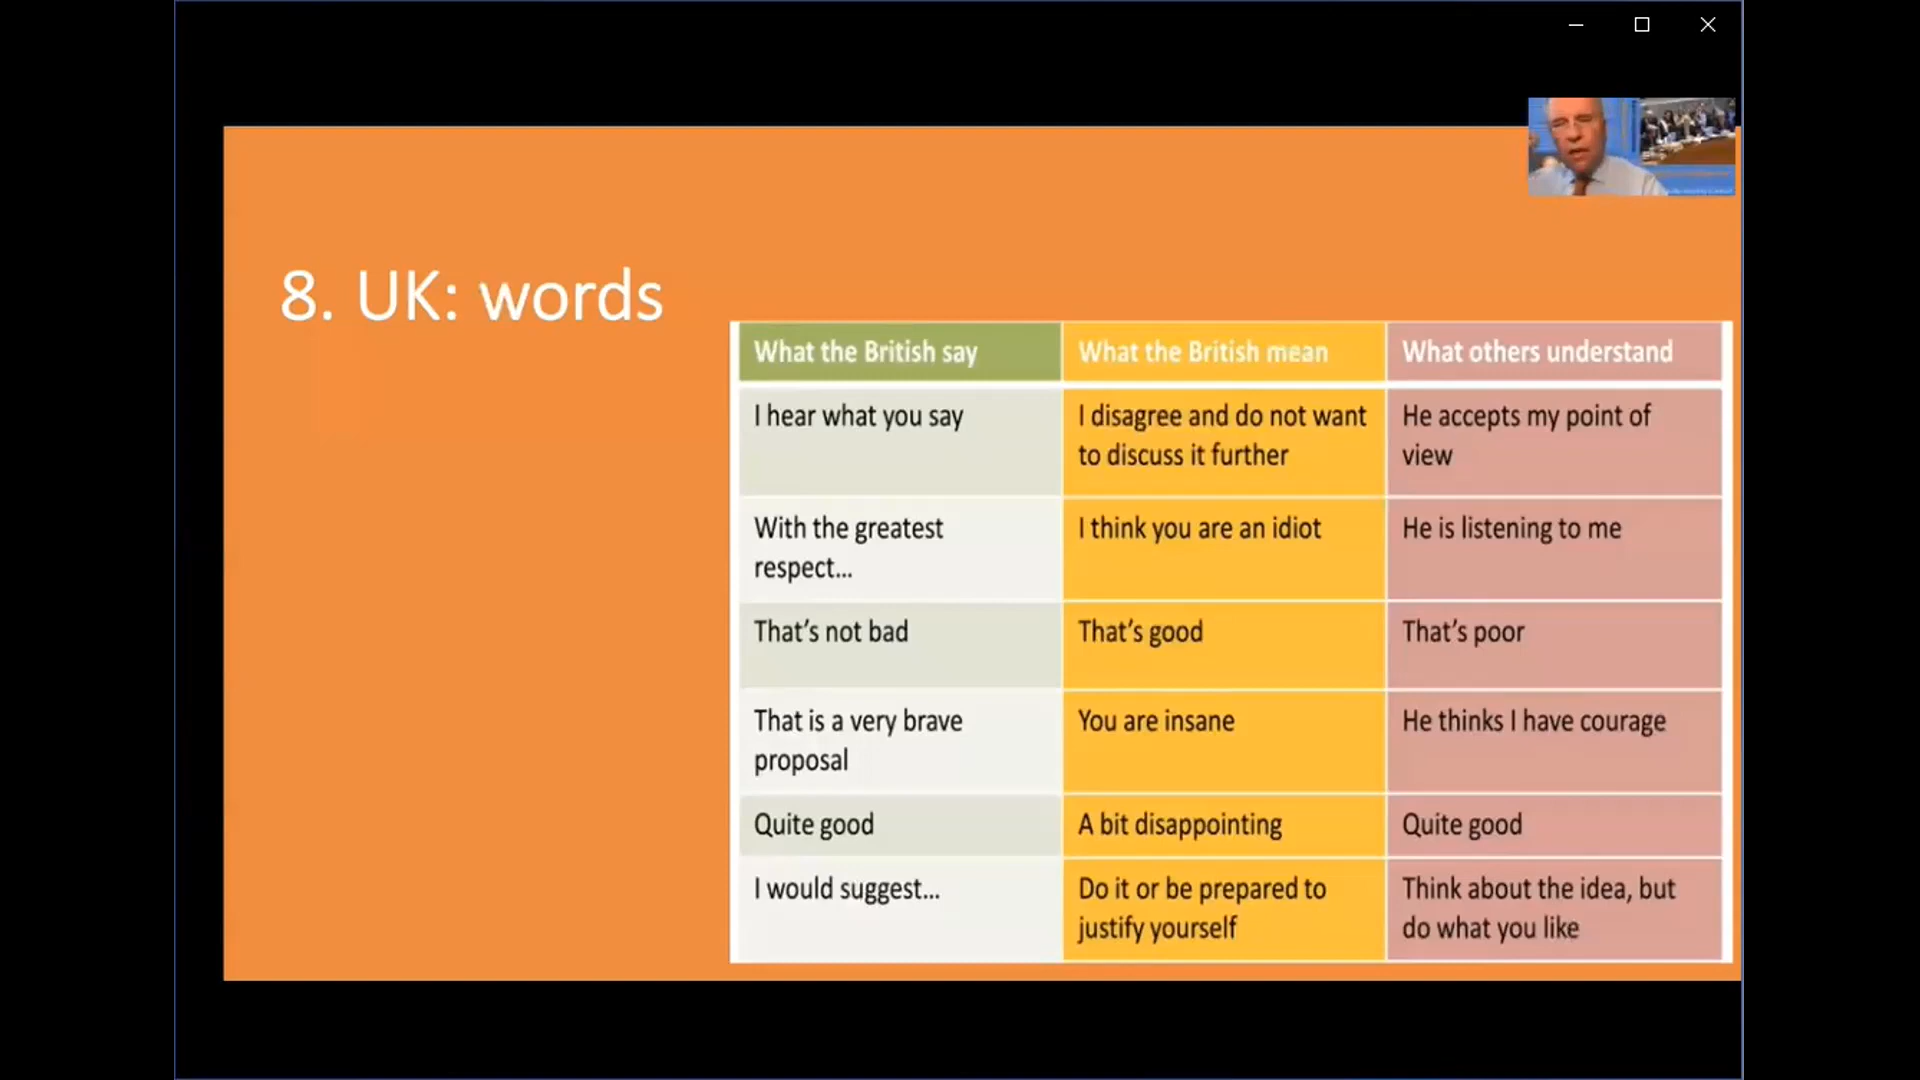 8. UK: words
What the British say
What the British mean
What others understand
I hear what you say
I disagree and do not want
to discuss it further
He accepts my point of
view
With the greatest
respect...
I think you are an idiot
He is listening to me
That's not bad
That's good
That's poor
That is a very brave
proposal
You are insane
He thinks I have courage
Quite good
A bit disappointing
Quite good
I would suggest...
Do it or be prepared to
justify yourself
Think about the idea, but
do what you like